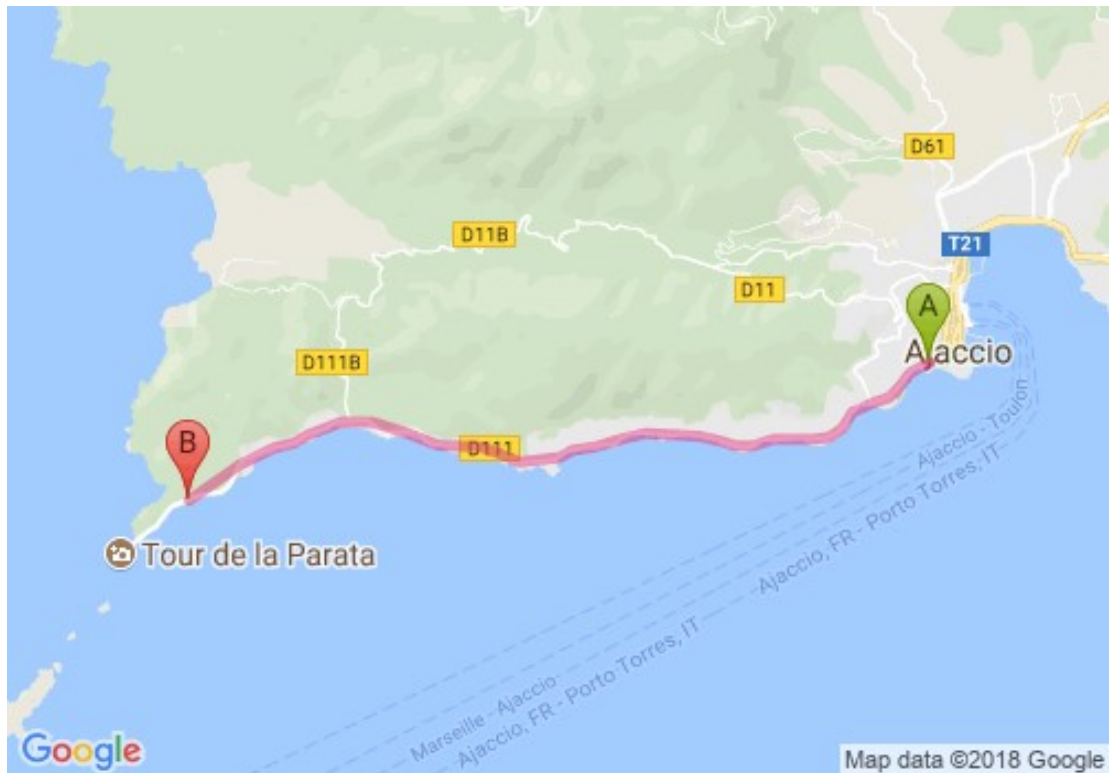 D61
D11B
T21
D11
A
Ajaccio
D111B
B
D111
Ajaccio - Toulon
Ajaccio, FR - Porto Torres, IT
Tour de la Parata
Marseille - Ajaccio
Ajaccio, FR - Porto Torres, IT
Google
Map data ©2018 Google